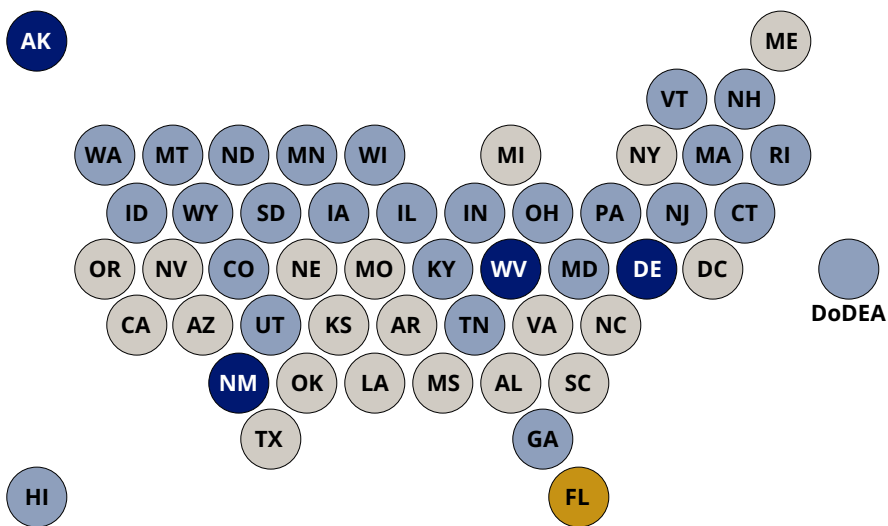 AK ME
VT NH
WA MT ND MN WI MI NY MA RI
ID WY SD IA IL IN OH PA NJ CT
OR NV CO NE MO KY WV MD DE DC
DoDEA
CA AZ UT KS AR TN VA NC
NM OK LA MS AL SC
TX GA
HI FL